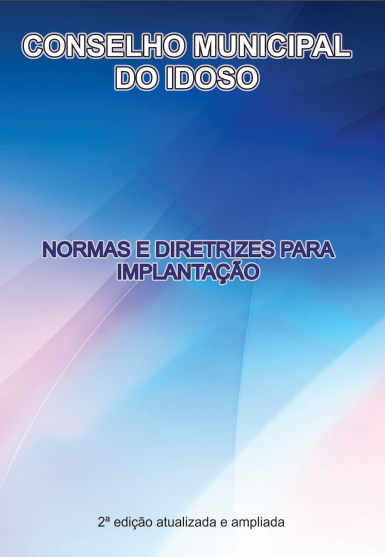 CONSELHO MUNICIPAL
DO IDOSO
NORMAS E DIRETRIZES PARA
IMPLANTAÇÃO
2ª edição atualizada e ampliada